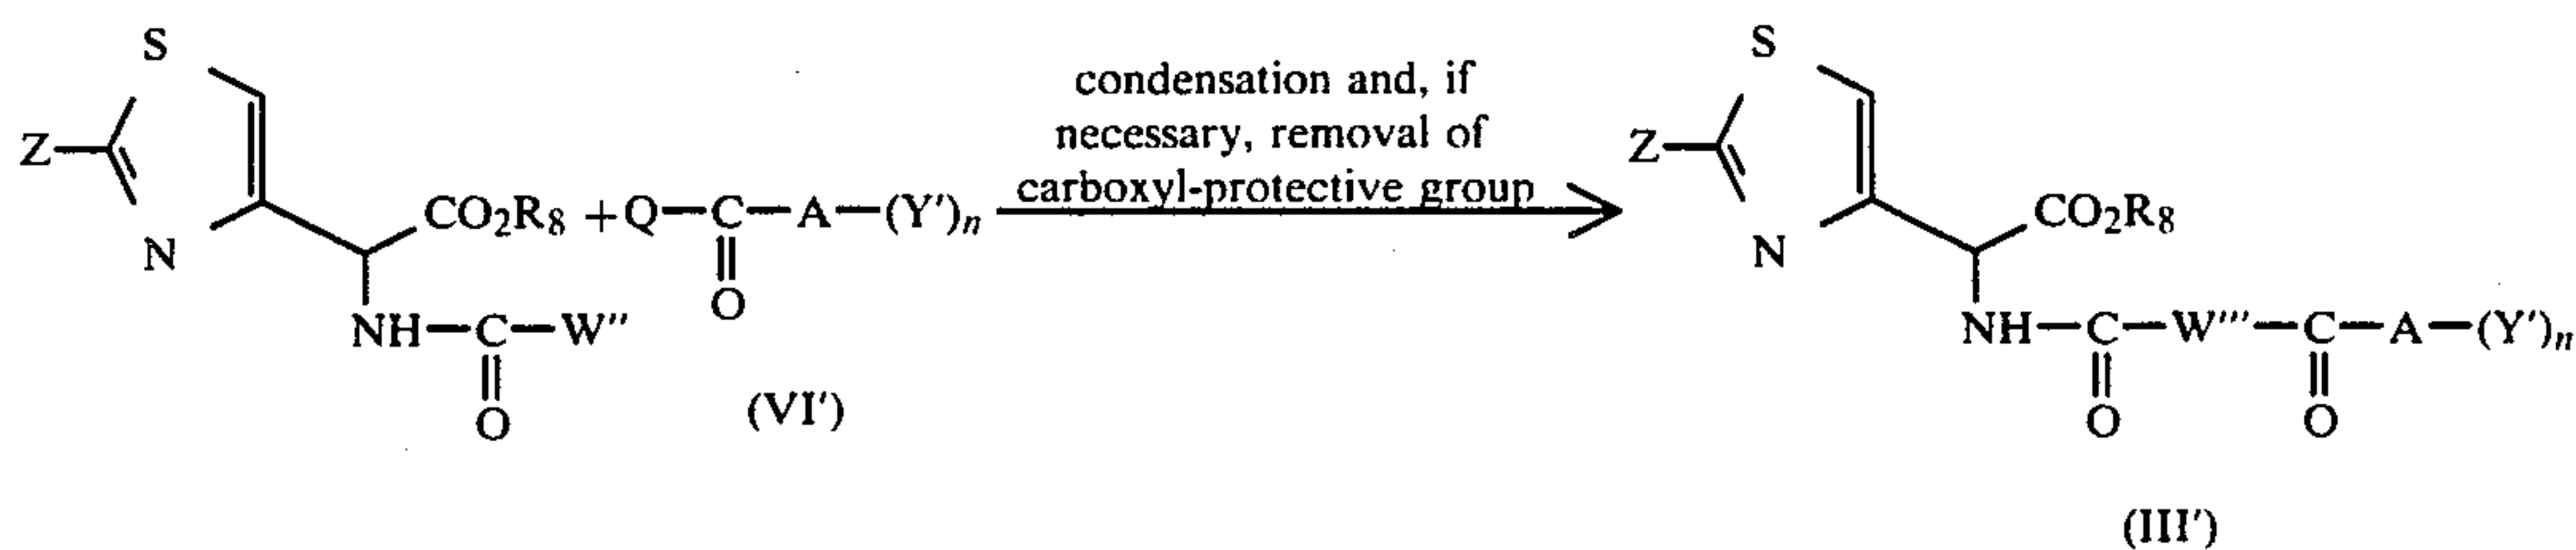 S
Z
N
CO₂R₈
NH—C—W″
O
+
Q—C—A—(Y′)ₙ
O
(VI′)
condensation and, if
necessary, removal of
carboxyl-protective group
S
Z
N
CO₂R₈
NH—C—W‴—C—A—(Y′)ₙ
O O
(III′)